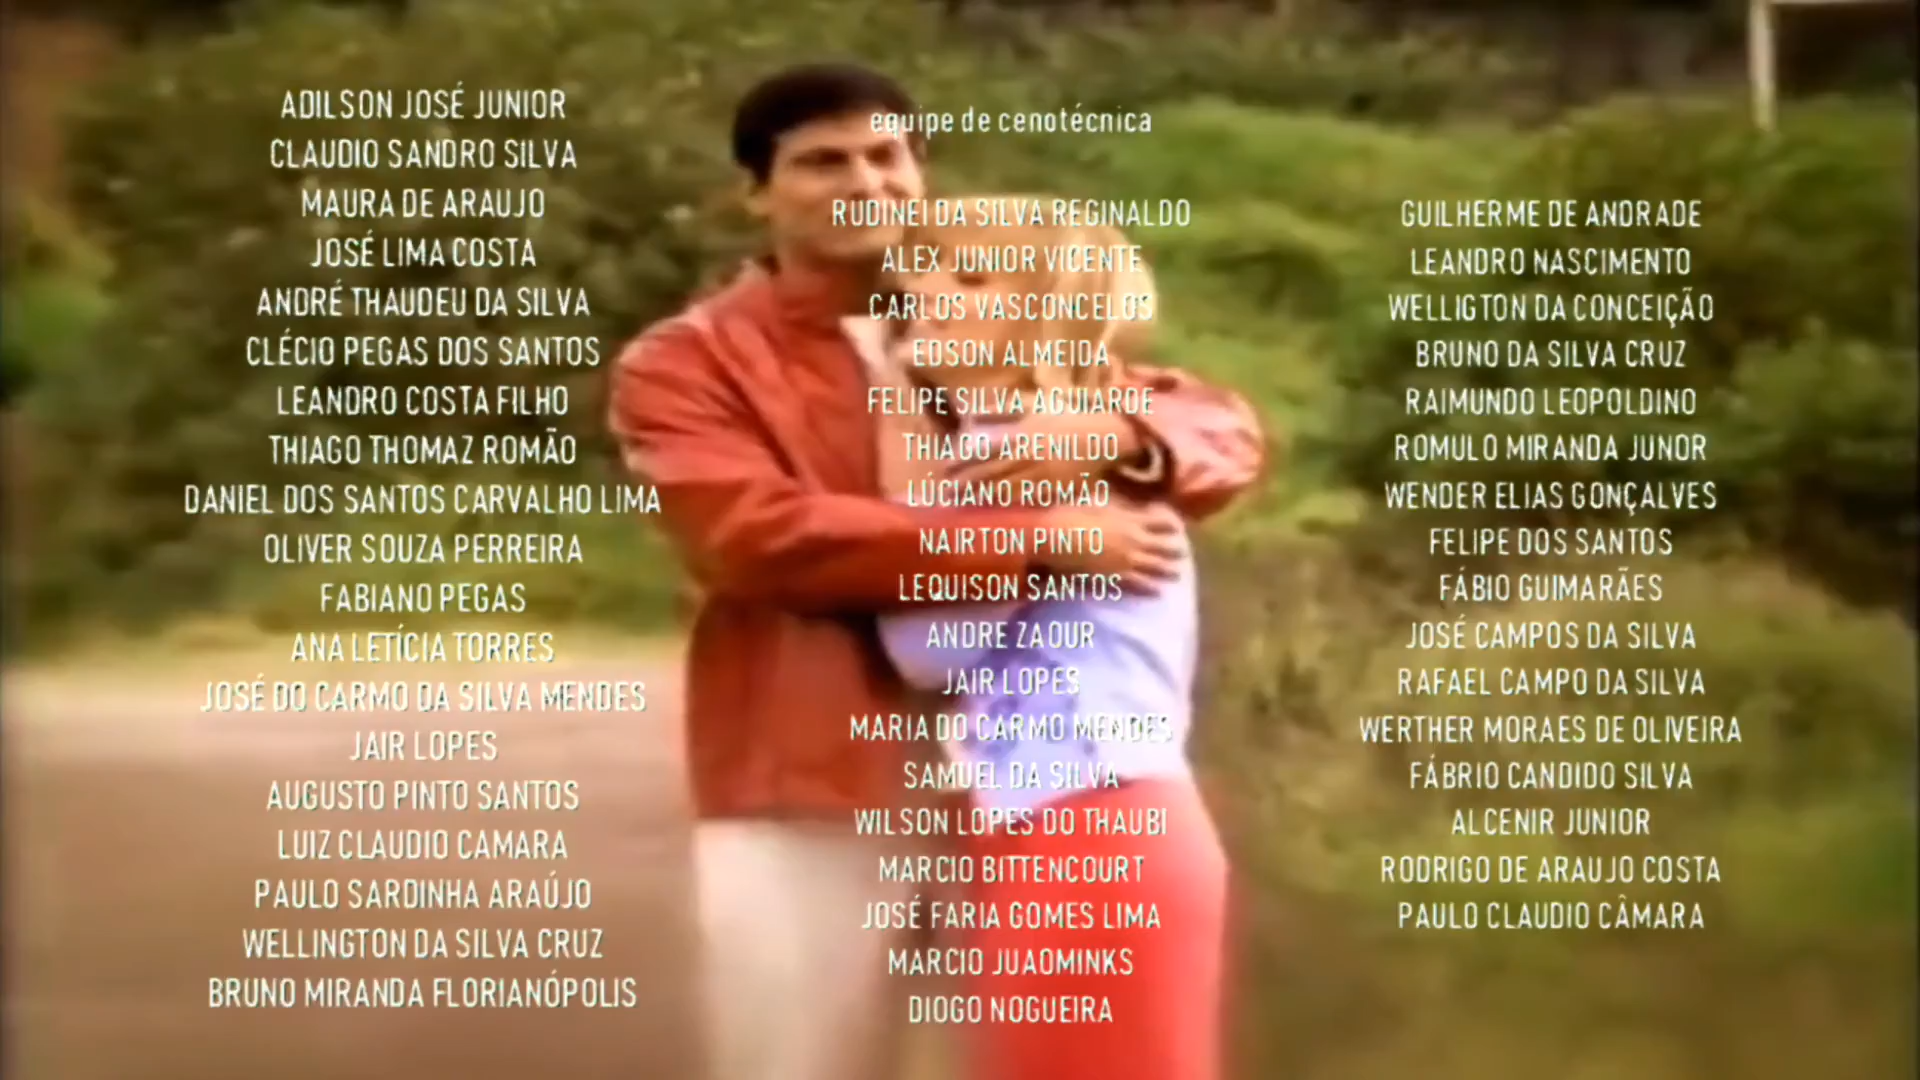 ADILSON JOSÉ JUNIOR
CLAUDIO SANDRO SILVA
MAURA DE ARAUJO
JOSÉ LIMA COSTA
ANDRÉ THAUDEU DA SILVA
CLÉCIO PEGAS DOS SANTOS
LEANDRO COSTA FILHO
THIAGO THOMAZ ROMÃO
DANIEL DOS SANTOS CARVALHO LIMA
OLIVER SOUZA PERREIRA
FABIANO PEGAS
ANA LETÍCIA TORRES
JOSÉ DO CARMO DA SILVA MENDES
JAIR LOPES
AUGUSTO PINTO SANTOS
LUIZ CLAUDIO CAMARA
PAULO SARDINHA ARAÚJO
WELLINGTON DA SILVA CRUZ
BRUNO MIRANDA FLORIANÓPOLIS
equipe de cenotécnica
RUDINEI DA SILVA REGINALDO
ALEX JUNIOR VICENTE
CARLOS VASCONCELOS
EDSON ALMEIDA
FELIPE SILVA AGUIARDE
THIAGO ARENILDO
LÚCIANO ROMÃO
NAIRTON PINTO
LEQUISON SANTOS
ANDRE ZAOUR
JAIR LOPES
MARIA DO CARMO MENDES
SAMUEL DA SILVA
WILSON LOPES DO THAUBI
MARCIO BITTENCOURT
JOSÉ FARIA GOMES LIMA
MARCIO JUAOMINKS
DIOGO NOGUEIRA
GUILHERME DE ANDRADE
LEANDRO NASCIMENTO
WELLIGTON DA CONCEIÇÃO
BRUNO DA SILVA CRUZ
RAIMUNDO LEOPOLDINO
ROMULO MIRANDA JUNOR
WENDER ELIAS GONÇALVES
FELIPE DOS SANTOS
FÁBIO GUIMARÃES
JOSÉ CAMPOS DA SILVA
RAFAEL CAMPO DA SILVA
WERTHER MORAES DE OLIVEIRA
FÁBRIO CANDIDO SILVA
ALCENIR JUNIOR
RODRIGO DE ARAUJO COSTA
PAULO CLAUDIO CÂMARA